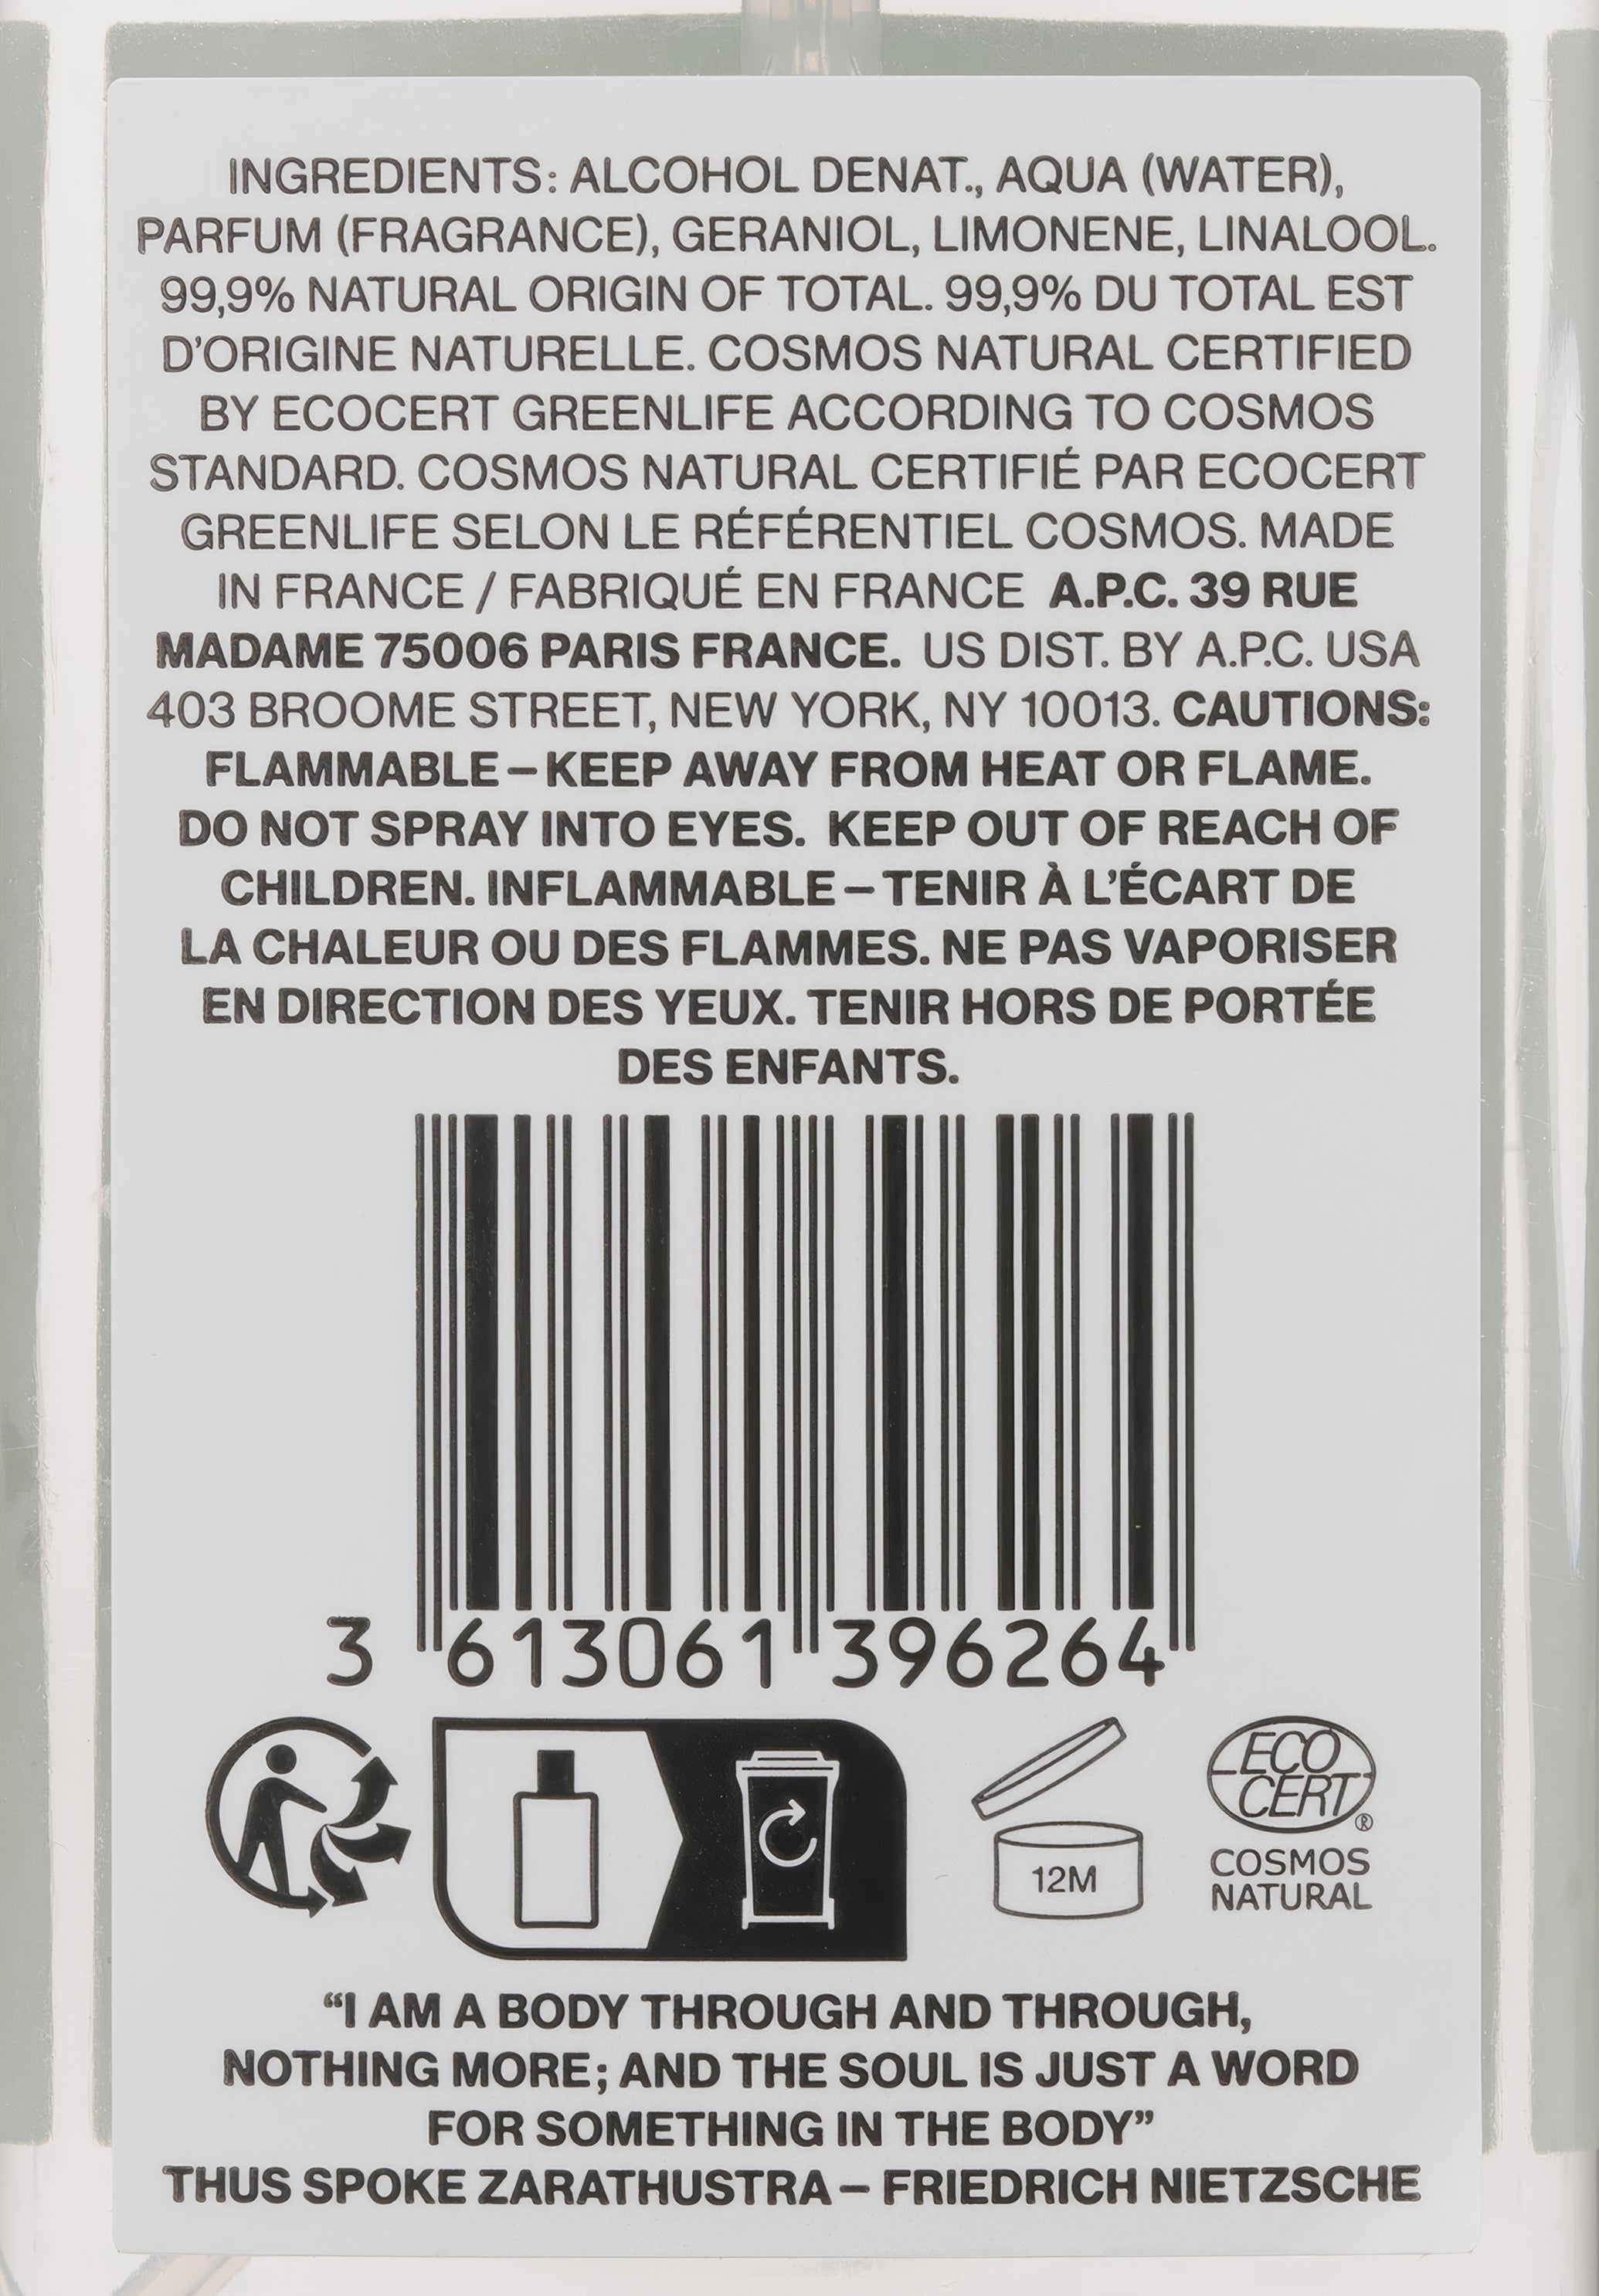 INGREDIENTS: ALCOHOL DENAT., AQUA (WATER),
PARFUM (FRAGRANCE), GERANIOL, LIMONENE, LINALOOL.
99,9% NATURAL ORIGIN OF TOTAL. 99,9% DU TOTAL EST
D'ORIGINE NATURELLE. COSMOS NATURAL CERTIFIED
BY ECOCERT GREENLIFE ACCORDING TO COSMOS
STANDARD. COSMOS NATURAL CERTIFIÉ PAR ECOCERT
GREENLIFE SELON LE RÉFÉRENTIEL COSMOS. MADE
IN FRANCE / FABRIQUÉ EN FRANCE A.P.C. 39 RUE
MADAME 75006 PARIS FRANCE. US DIST. BY A.P.C. USA
403 BROOME STREET, NEW YORK, NY 10013. CAUTIONS:
FLAMMABLE – KEEP AWAY FROM HEAT OR FLAME.
DO NOT SPRAY INTO EYES. KEEP OUT OF REACH OF
CHILDREN. INFLAMMABLE – TENIR À L'ÉCART DE
LA CHALEUR OU DES FLAMMES. NE PAS VAPORISER
EN DIRECTION DES YEUX. TENIR HORS DE PORTÉE
DES ENFANTS.
3 613061 396264
12M
ECO
CERT®
COSMOS
NATURAL
“I AM A BODY THROUGH AND THROUGH,
NOTHING MORE; AND THE SOUL IS JUST A WORD
FOR SOMETHING IN THE BODY”
THUS SPOKE ZARATHUSTRA – FRIEDRICH NIETZSCHE